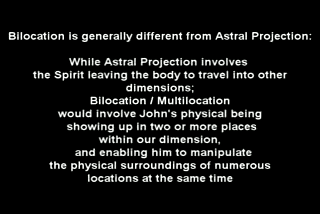 Bilocation is generally different from Astral Projection:
While Astral Projection involves
the Spirit leaving the body to travel into other
dimensions;
Bilocation / Multilocation
would involve John's physical being
showing up in two or more places
within our dimension,
and enabling him to manipulate
the physical surroundings of numerous
locations at the same time